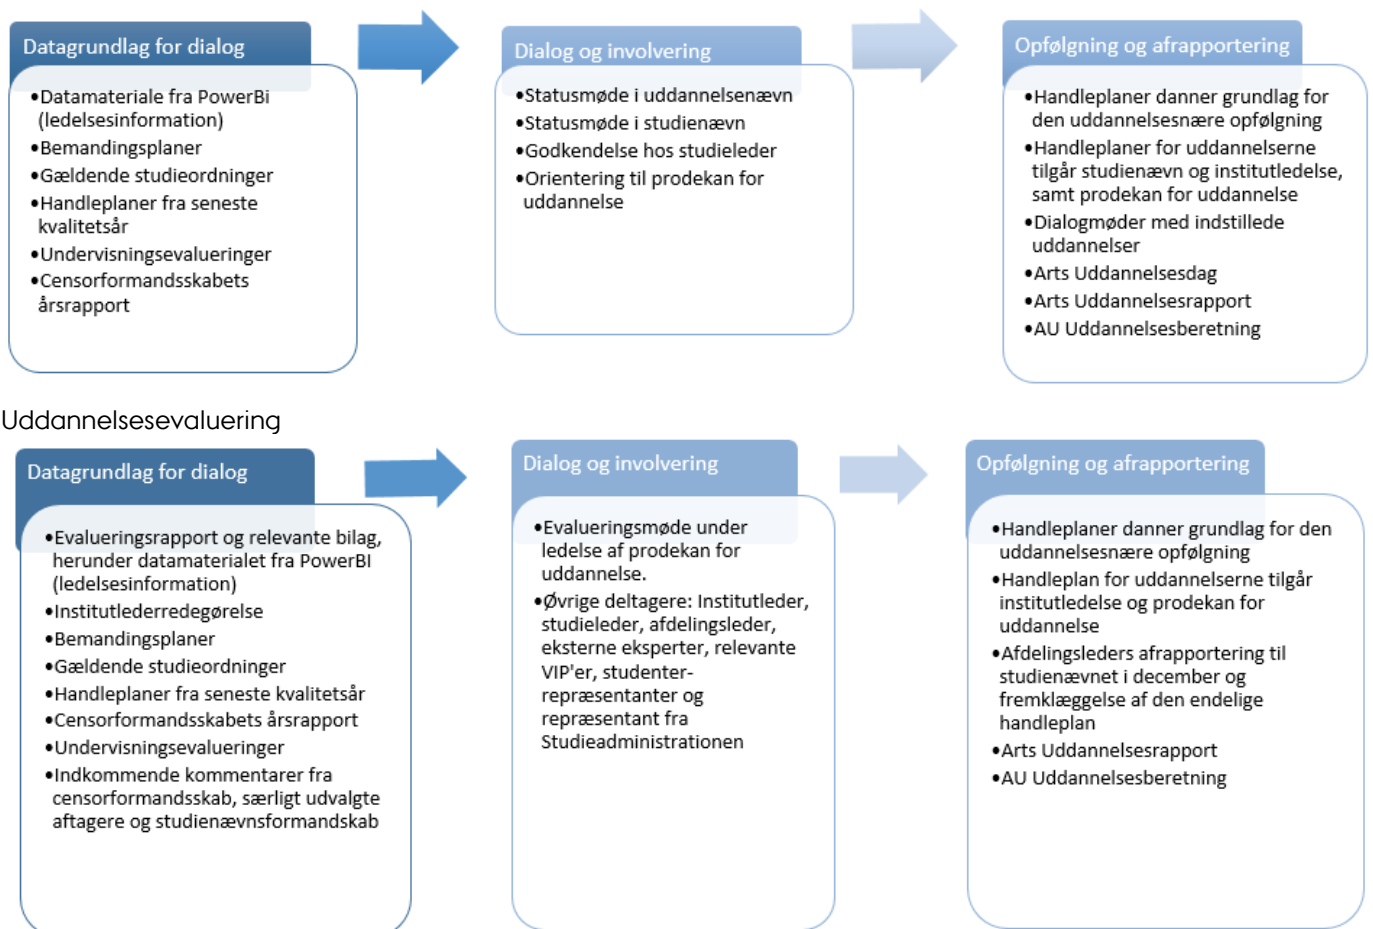 Datagrundlag for dialog
•Datamateriale fra PowerBi
(ledelsesinformation)
•Bemandingsplaner
•Gældende studieordninger
•Handleplaner fra seneste
kvalitetsår
•Undervisningsevalueringer
•Censorformandsskabets
årsrapport
Dialog og involvering
•Statusmøde i uddannelsenævn
•Statusmøde i studienævn
•Godkendelse hos studieleder
•Orientering til prodekan for
uddannelse
Opfølgning og afrapportering
•Handleplaner danner grundlag for
den uddannelsesnære opfølgning
•Handleplaner for uddannelserne
tilgår studienævn og institutledelse,
samt prodekan for uddannelse
•Dialogmøder med indstillede
uddannelser
•Arts Uddannelsesdag
•Arts Uddannelsesrapport
•AU Uddannelsesberetning
Uddannelsesevaluering
Datagrundlag for dialog
•Evalueringsrapport og relevante bilag,
herunder datamaterialet fra PowerBI
(ledelsesinformation)
•Institutlederredegørelse
•Bemandingsplaner
•Gældende studieordninger
•Handleplaner fra seneste kvalitetsår
•Censorformandsskabets årsrapport
•Undervisningsevalueringer
•Indkommende kommentarer fra
censorformandsskab, særligt udvalgte
aftagere og studienævnsformandskab
Dialog og involvering
•Evalueringsmøde under
ledelse af prodekan for
uddannelse.
•Øvrige deltagere: Institutleder,
studieleder, afdelingsleder,
eksterne eksperter, relevante
VIP'er, studenter-
repræsentanter og
repræsentant fra
Studieadministrationen
Opfølgning og afrapportering
•Handleplaner danner grundlag for den
uddannelsesnære opfølgning
•Handleplan for uddannelserne tilgår
institutledelse og prodekan for
uddannelse
•Afdelingsleders afrapportering til
studienævnet i december og
fremklæggelse af den endelige
handleplan
•Arts Uddannelsesrapport
•AU Uddannelsesberetning